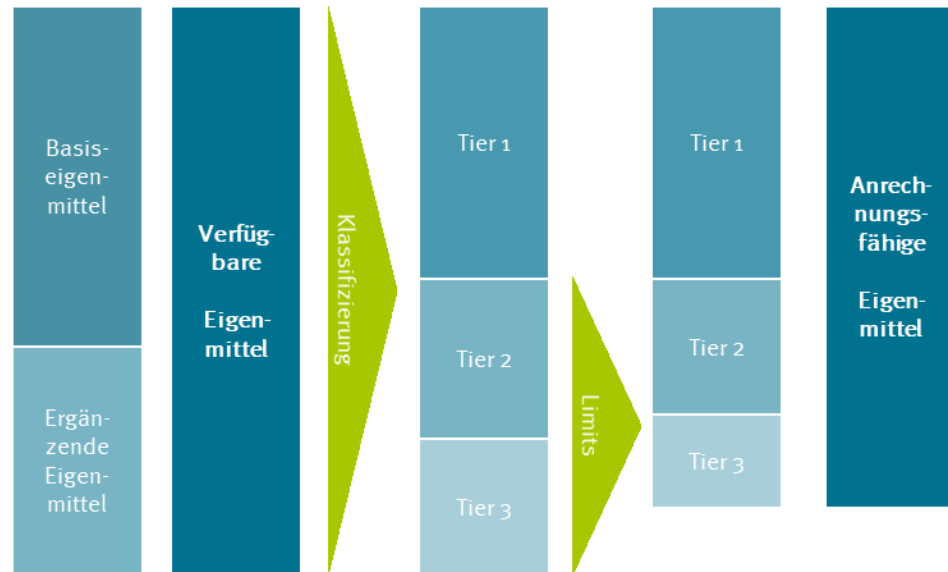 Basis-
eigen-
mittel
Ergän-
zende
Eigen-
mittel
Verfüg-
bare
Eigen-
mittel
Klassifizierung
Tier 1
Tier 2
Tier 3
Limits
Tier 1
Tier 2
Tier 3
Anrech-
nungs-
fähige
Eigen-
mittel